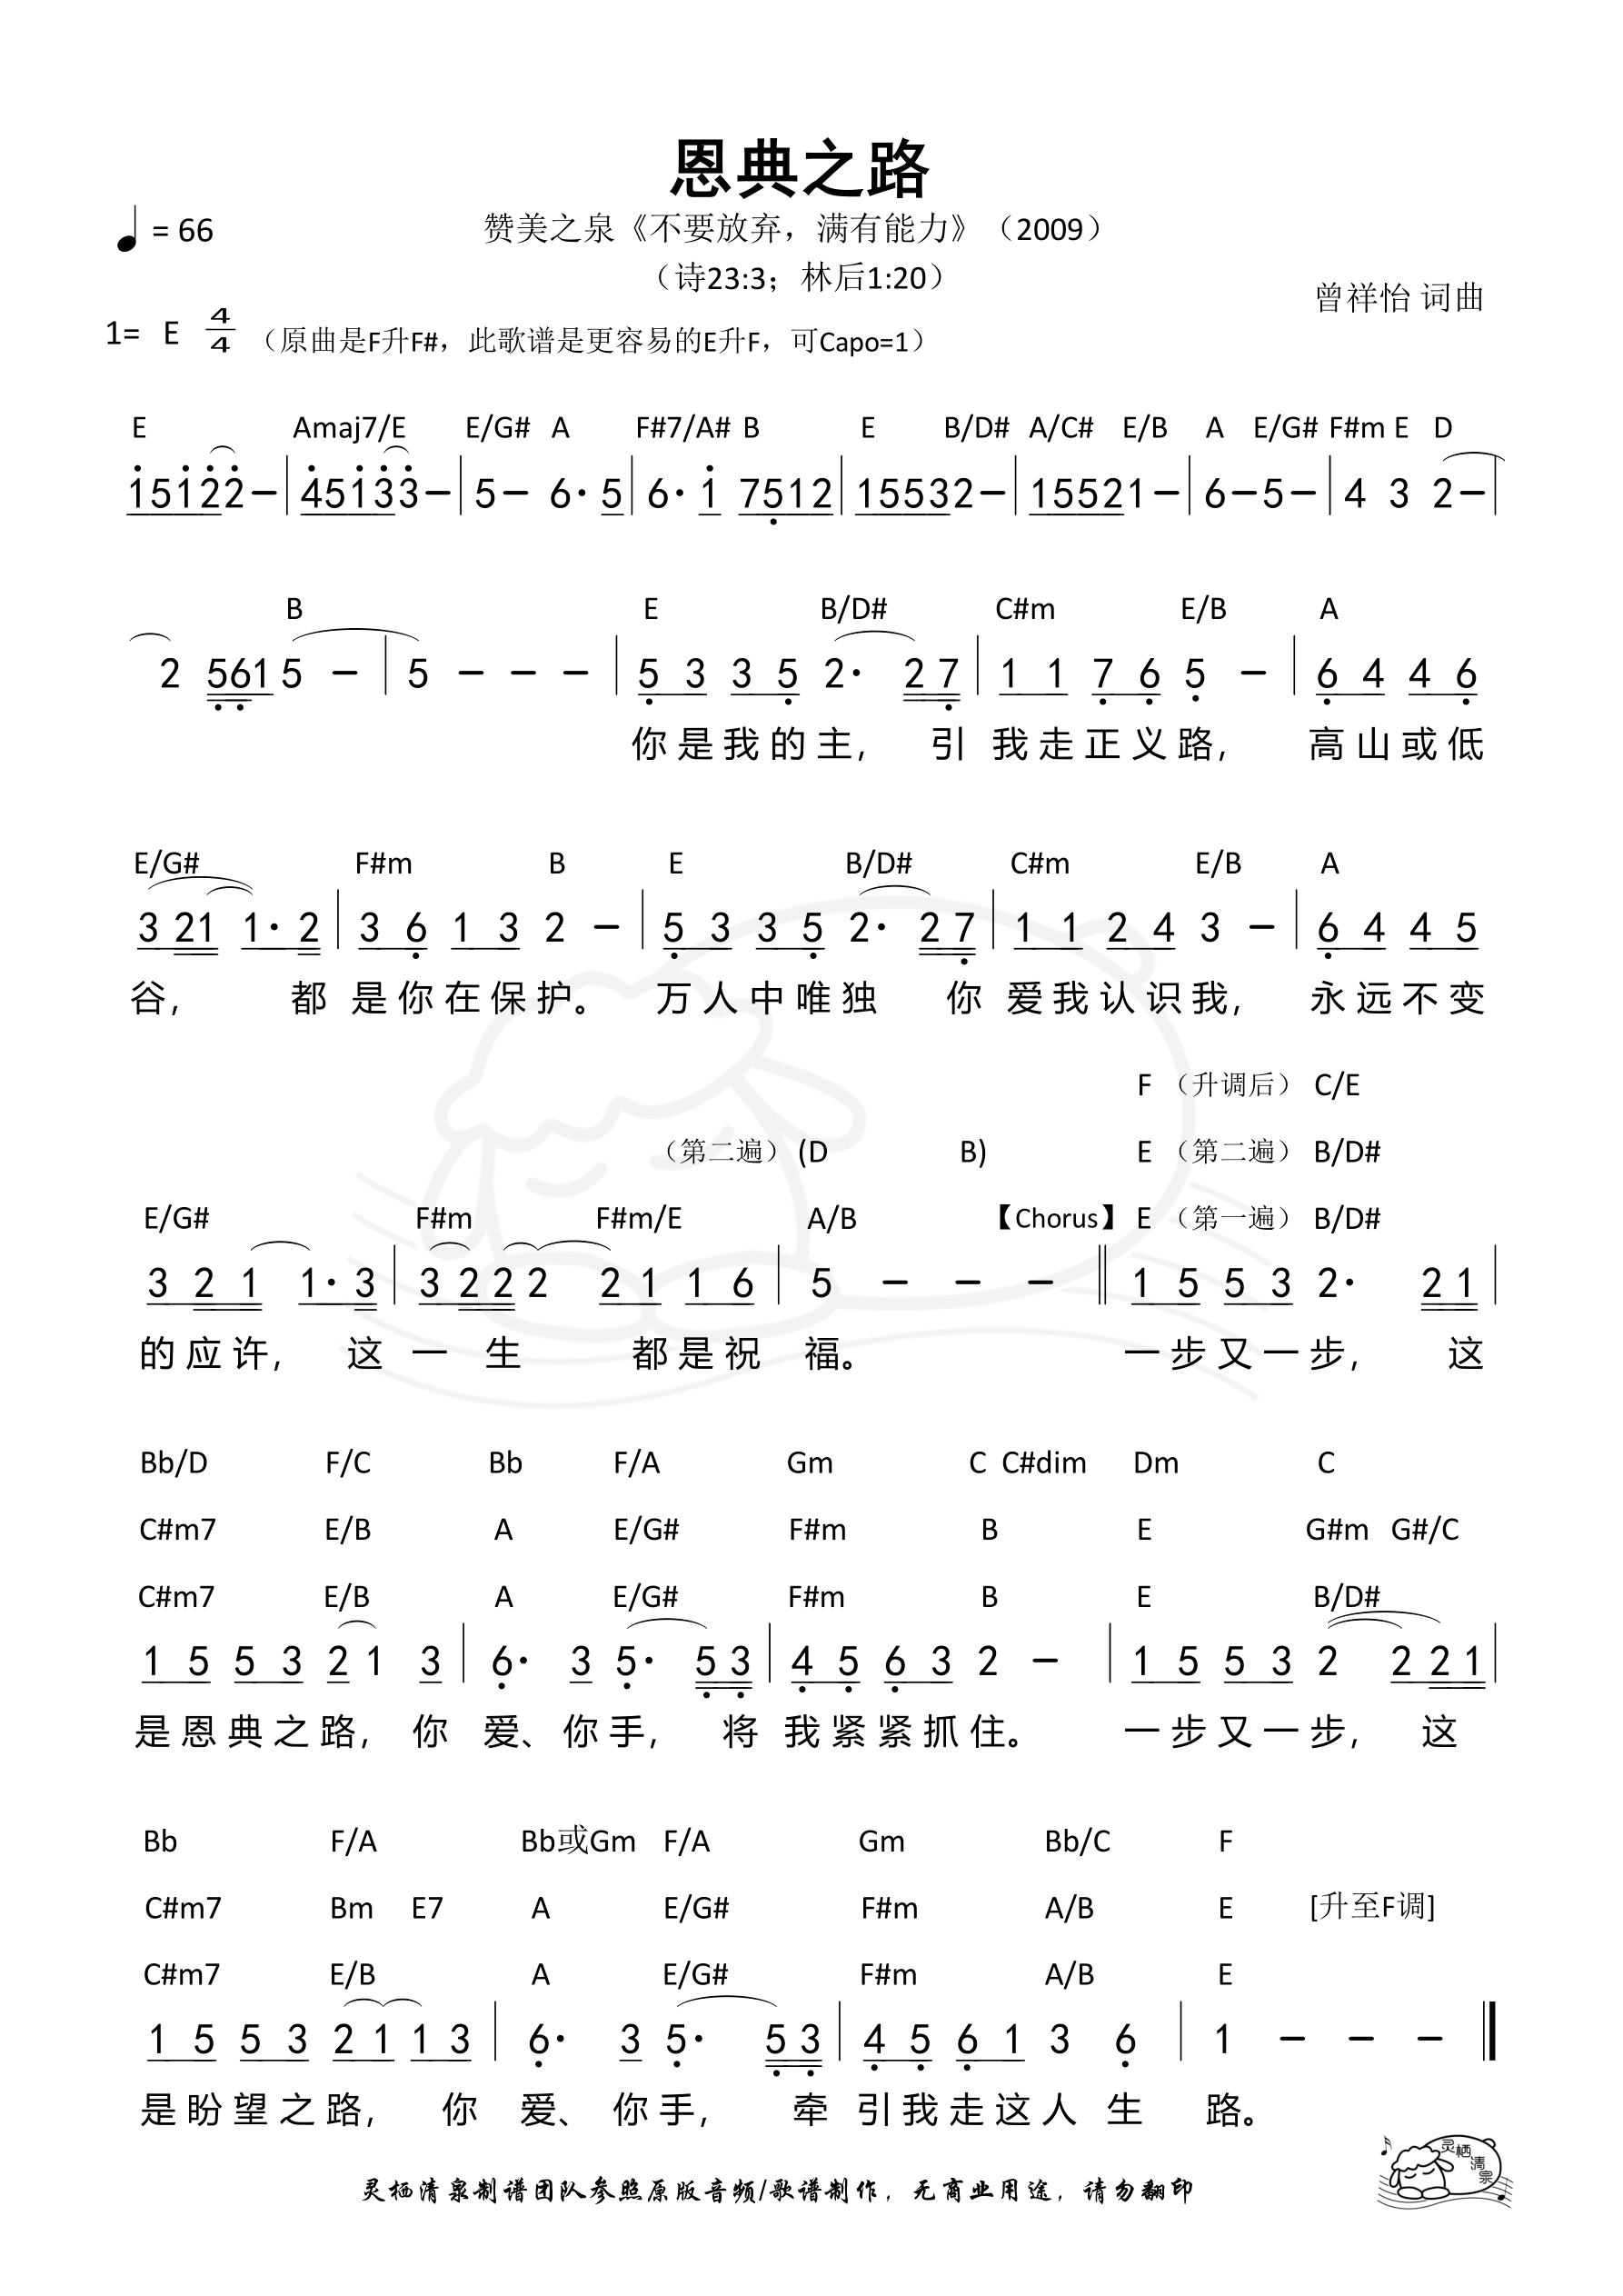 恩典之路
♩ = 66
赞美之泉《不要放弃，满有能力》（2009）
（诗23:3；林后1:20）
曾祥怡 词曲
1= E 4/4 （原曲是F升F#，此歌谱是更容易的E升F，可Capo=1）
E Amaj7/E E/G# A F#7/A# B E B/D# A/C# E/B A E/G# F#m E D
15122– | 45133– | 5– 6· 5 | 6· 1 7512 | 15532– | 15521– | 6–5– | 4 3 2– |
B E B/D# C#m E/B A
2 5615 – | 5 – – – | 5 3 3 5 2· 2 7 | 1 1 7 6 5 – | 6 4 4 6
你是我的主， 引 我走正义路， 高山或低
E/G# F#m B E B/D# C#m E/B A
3 21 1· 2 | 3 6 1 3 2 – | 5 3 3 5 2· 2 7 | 1 1 2 4 3 – | 6 4 4 5
谷， 都 是你在保护。 万人中唯独 你 爱我认识我， 永远不变
F （升调后） C/E
（第二遍） (D B) E （第二遍） B/D#
E/G# F#m F#m/E A/B 【Chorus】 E （第一遍） B/D#
3 2 1 1· 3 | 3 2 2 2 2 1 1 6 | 5 – – – || 1 5 5 3 2· 2 1 |
的应许， 这 一 生 都是祝 福。 一步又一步， 这
Bb/D F/C Bb F/A Gm C C#dim Dm C
C#m7 E/B A E/G# F#m B E G#m G#/C
C#m7 E/B A E/G# F#m B E B/D#
1 5 5 3 2 1 3 | 6· 3 5· 5 3 | 4 5 6 3 2 – | 1 5 5 3 2 2 2 1 |
是恩典之路， 你 爱、你手， 将 我紧紧抓住。 一步又一步， 这
Bb F/A Bb或Gm F/A Gm Bb/C F
C#m7 Bm E7 A E/G# F#m A/B E [升至F调]
C#m7 E/B A E/G# F#m A/B E
1 5 5 3 2 1 1 3 | 6· 3 5· 5 3 | 4 5 6 1 3 6 | 1 – – – ||
是盼望之路， 你 爱、你手， 牵 引我走这人 生 路。
灵栖清泉
灵栖清泉制谱团队参照原版音频/歌谱制作，无商业用途，请勿翻印